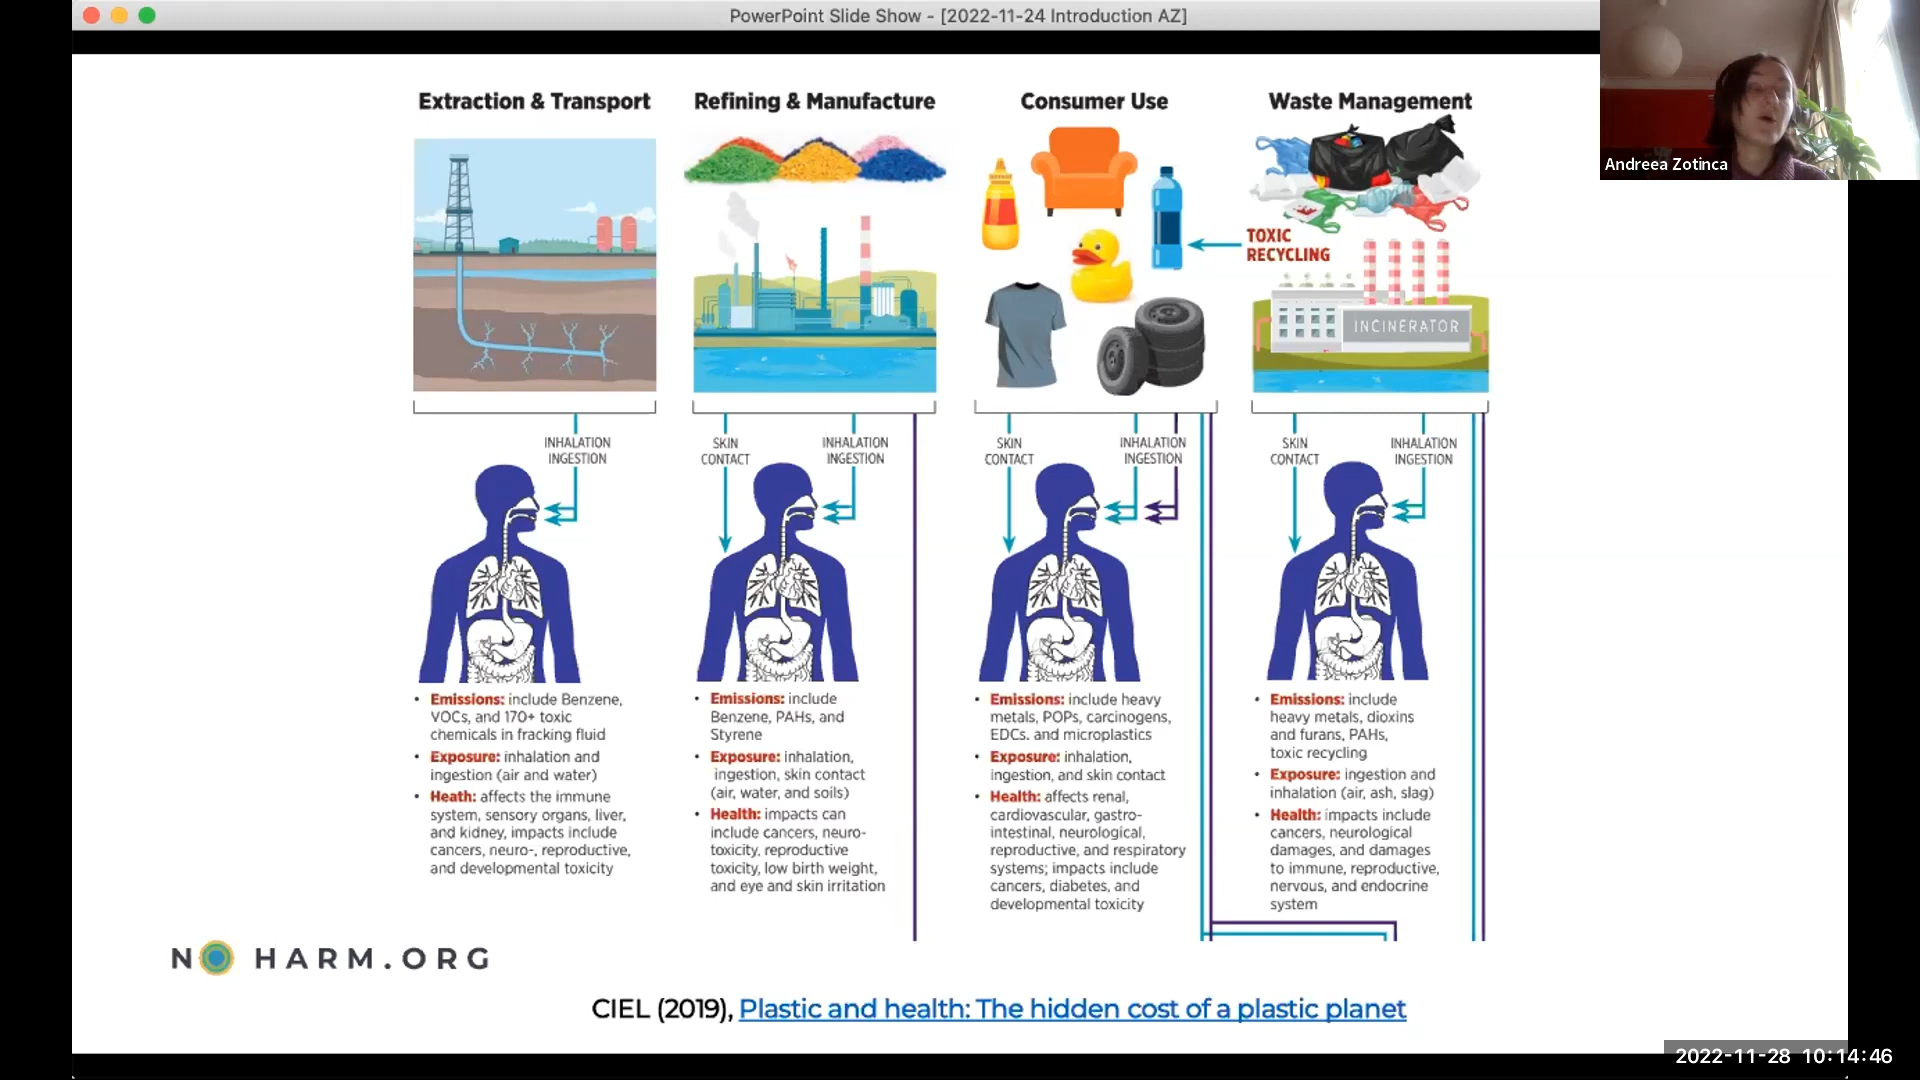 PowerPoint Slide Show - [2022-11-24 Introduction AZ]
Andreea Zotinca
Extraction & Transport
Refining & Manufacture
Consumer Use
Waste Management
TOXIC
RECYCLING
INCINERATOR
INHALATION
INGESTION
SKIN
CONTACT
INHALATION
INGESTION
SKIN
CONTACT
INHALATION
INGESTION
SKIN
CONTACT
INHALATION
INGESTION
• Emissions: include Benzene,
VOCs, and 170+ toxic
chemicals in fracking fluid
• Exposure: inhalation and
ingestion (air and water)
• Heath: affects the immune
system, sensory organs, liver,
and kidney, impacts include
cancers, neuro-, reproductive,
and developmental toxicity
• Emissions: include
Benzene, PAHs, and
Styrene
• Exposure: inhalation,
ingestion, skin contact
(air, water, and soils)
• Health: impacts can
include cancers, neuro-
toxicity, reproductive
toxicity, low birth weight,
and eye and skin irritation
• Emissions: include heavy
metals, POPs, carcinogens,
EDCs. and microplastics
• Exposure: inhalation,
ingestion, and skin contact
• Health: affects renal,
cardiovascular, gastro-
intestinal, neurological,
reproductive, and respiratory
systems; impacts include
cancers, diabetes, and
developmental toxicity
• Emissions: include
heavy metals, dioxins
and furans, PAHs,
toxic recycling
• Exposure: ingestion and
inhalation (air, ash, slag)
• Health: impacts include
cancers, neurological
damages, and damages
to immune, reproductive,
nervous, and endocrine
system
NO HARM.ORG
CIEL (2019), Plastic and health: The hidden cost of a plastic planet
2022-11-28 10:14:46